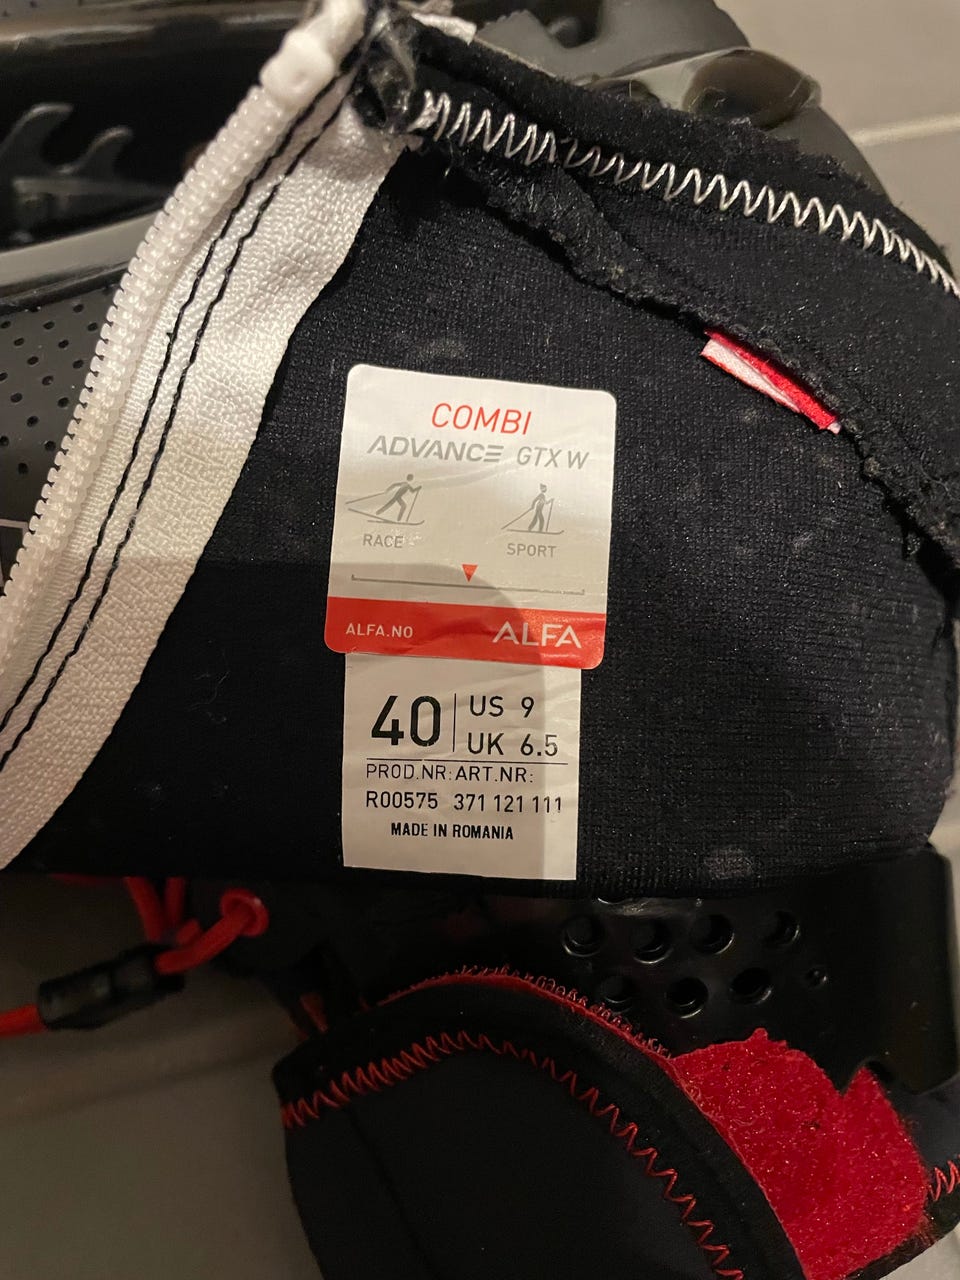 COMBI
ADVANCE GTX W
RACE SPORT
ALFA.NO ALFA
40 US 9
UK 6.5
PROD.NR: ART.NR:
R00575 371 121 111
MADE IN ROMANIA